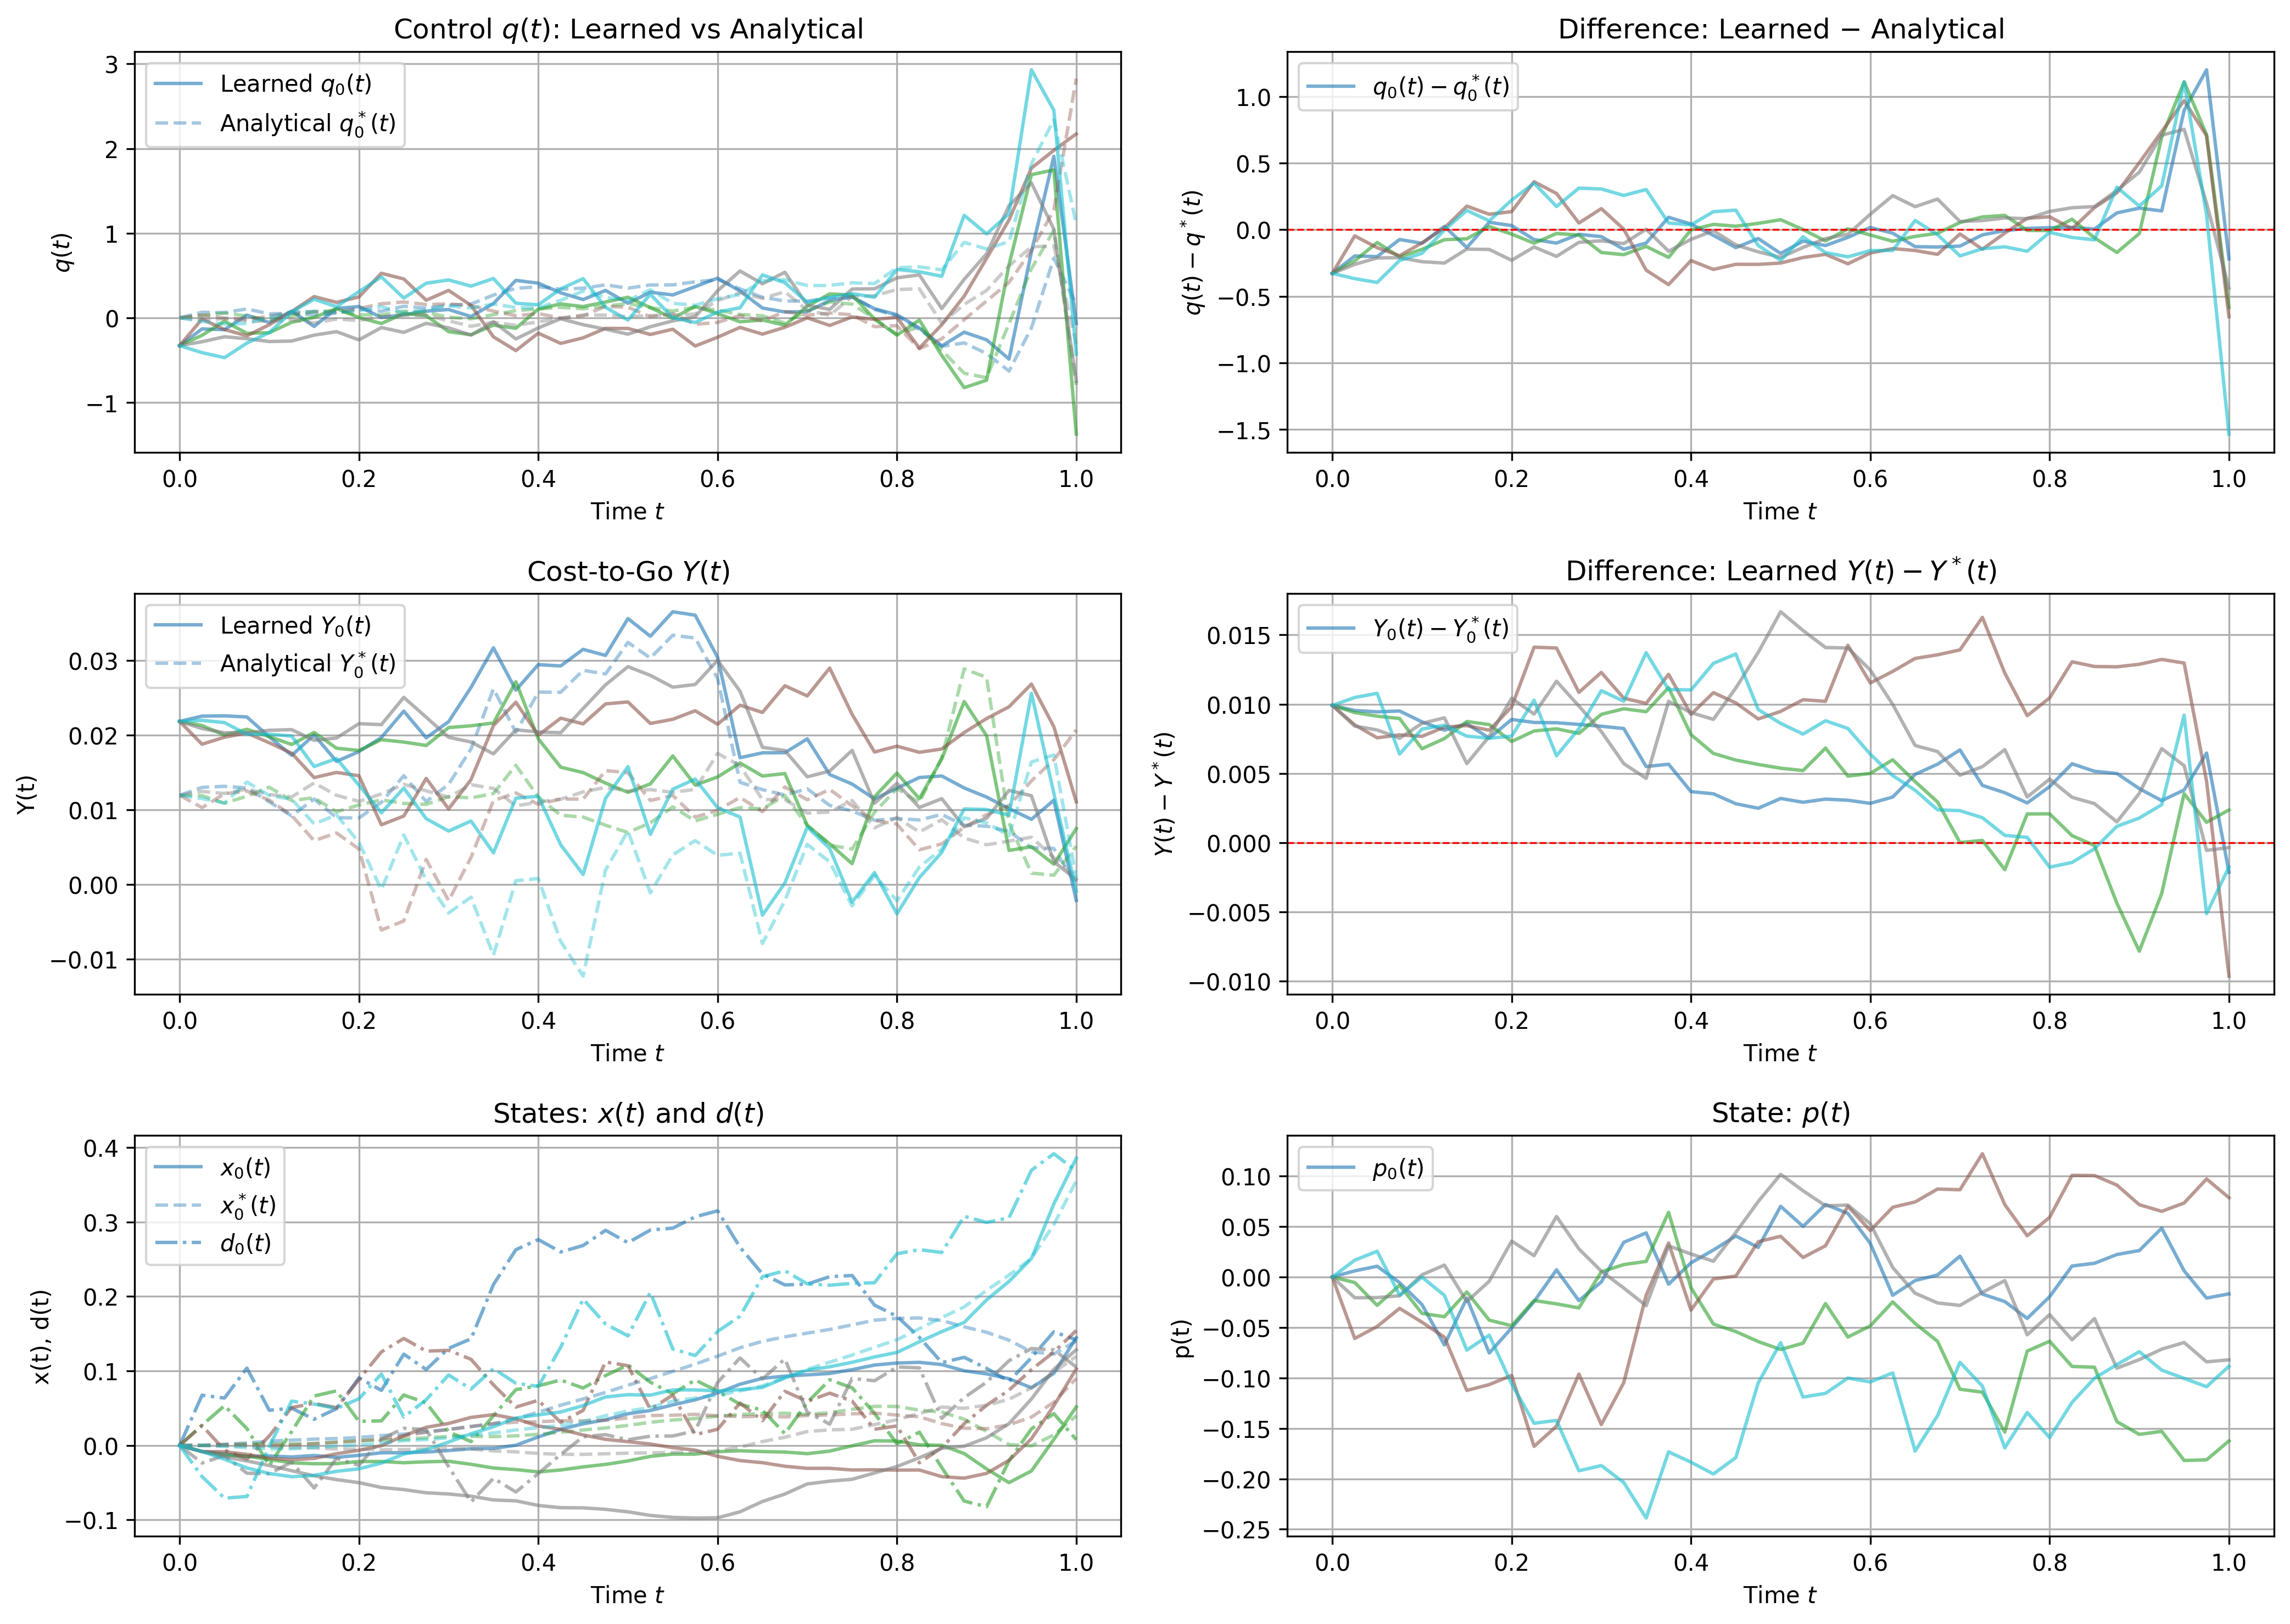 Control q(t): Learned vs Analytical
3
2
1
0
−1
q(t)
Learned q₀(t)
Analytical q₀*(t)
0.0 0.2 0.4 0.6 0.8 1.0
Time t
Difference: Learned − Analytical
1.0
0.5
0.0
−0.5
−1.0
−1.5
q(t) − q*(t)
q₀(t) − q₀*(t)
0.0 0.2 0.4 0.6 0.8 1.0
Time t
Cost-to-Go Y(t)
0.03
0.02
0.01
0.00
−0.01
Y(t)
Learned Y₀(t)
Analytical Y₀*(t)
0.0 0.2 0.4 0.6 0.8 1.0
Time t
Difference: Learned Y(t) − Y*(t)
0.015
0.010
0.005
0.000
−0.005
−0.010
Y(t) − Y*(t)
Y₀(t) − Y₀*(t)
0.0 0.2 0.4 0.6 0.8 1.0
Time t
States: x(t) and d(t)
0.4
0.3
0.2
0.1
0.0
−0.1
x(t), d(t)
x₀(t)
x₀*(t)
d₀(t)
0.0 0.2 0.4 0.6 0.8 1.0
Time t
State: p(t)
0.10
0.05
0.00
−0.05
−0.10
−0.15
−0.20
−0.25
p(t)
p₀(t)
0.0 0.2 0.4 0.6 0.8 1.0
Time t